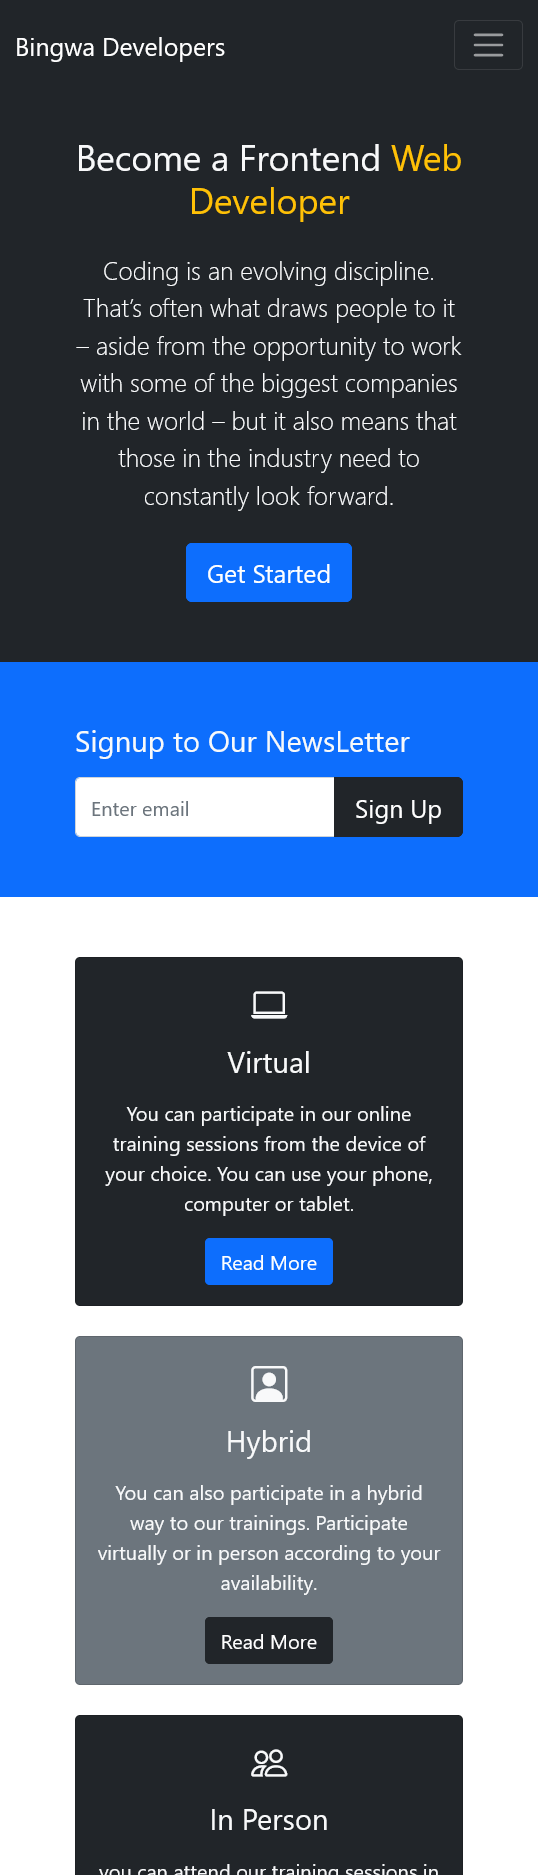 Bingwa Developers
Become a Frontend Web
Developer
Coding is an evolving discipline.
That’s often what draws people to it
– aside from the opportunity to work
with some of the biggest companies
in the world – but it also means that
those in the industry need to
constantly look forward.
Get Started
Signup to Our NewsLetter
Enter email
Sign Up
Virtual
You can participate in our online
training sessions from the device of
your choice. You can use your phone,
computer or tablet.
Read More
Hybrid
You can also participate in a hybrid
way to our trainings. Participate
virtually or in person according to your
availability.
Read More
In Person
you can attend our training sessions in